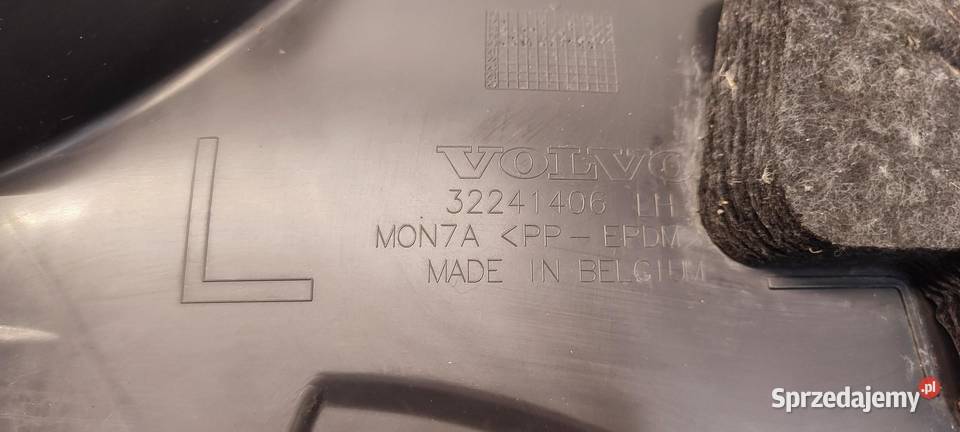 VOLVO
32241406 LH
L
MON7A <PP - EPDM
MADE IN BELGIUM
Sprzedajemy.pl